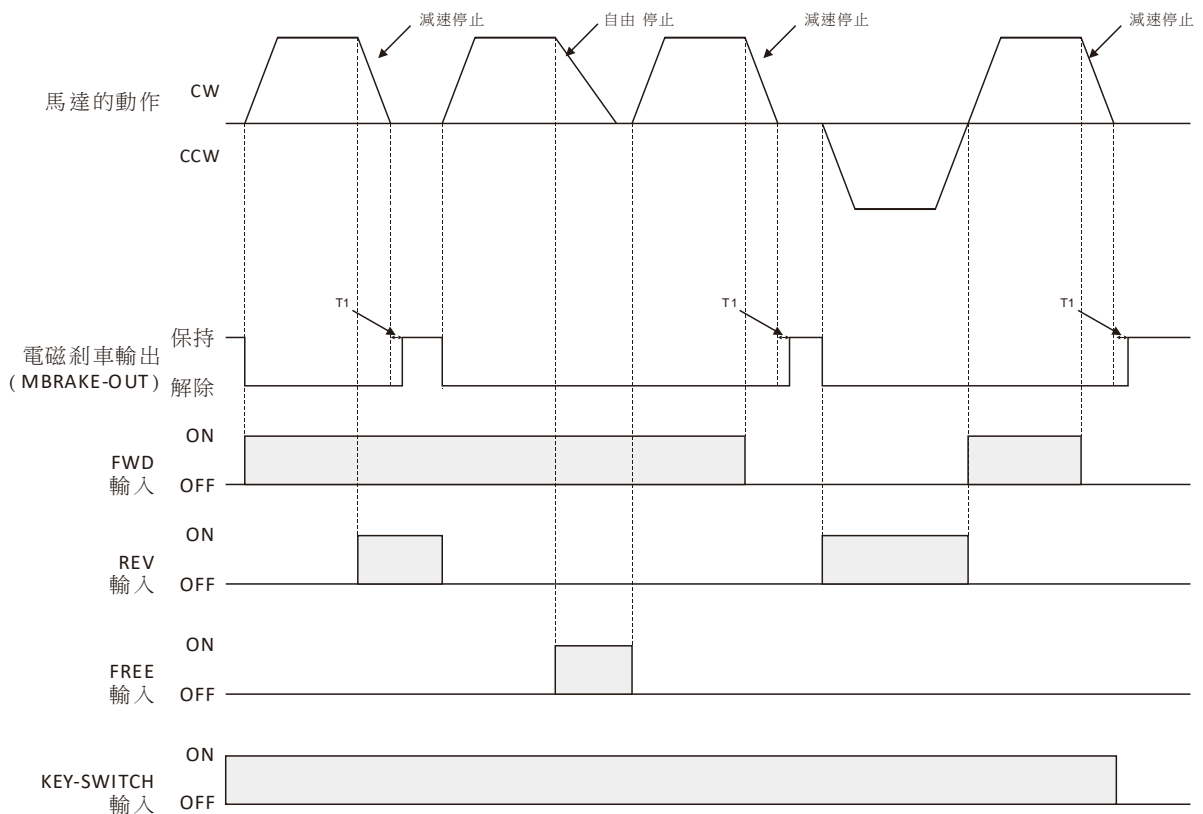 減速停止
自由 停止
減速停止
減速停止
馬達的動作
CW
CCW
T1
T1
T1
電磁剎車輸出
(MBRAKE-OUT)
保持
解除
FWD
輸入
ON
OFF
REV
輸入
ON
OFF
FREE
輸入
ON
OFF
KEY-SWITCH
輸入
ON
OFF